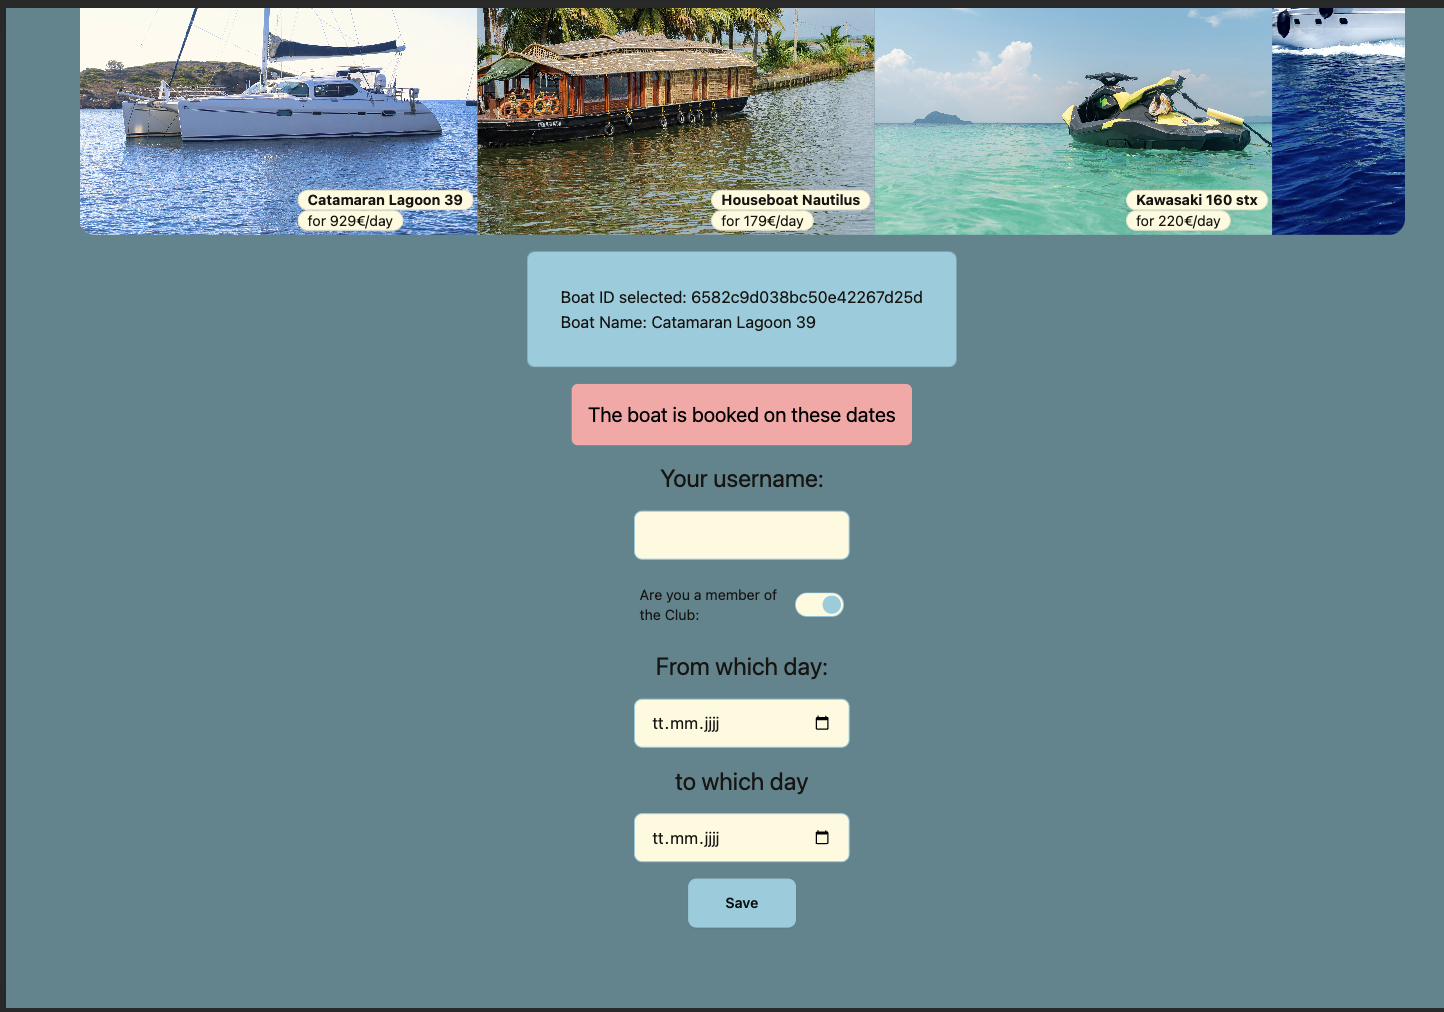 Catamaran Lagoon 39
for 929€/day
Houseboat Nautilus
for 179€/day
Kawasaki 160 stx
for 220€/day
Boat ID selected: 6582c9d038bc50e42267d25d
Boat Name: Catamaran Lagoon 39
The boat is booked on these dates
Your username:
Are you a member of
the Club:
From which day:
tt.mm.jjjj
to which day
tt.mm.jjjj
Save